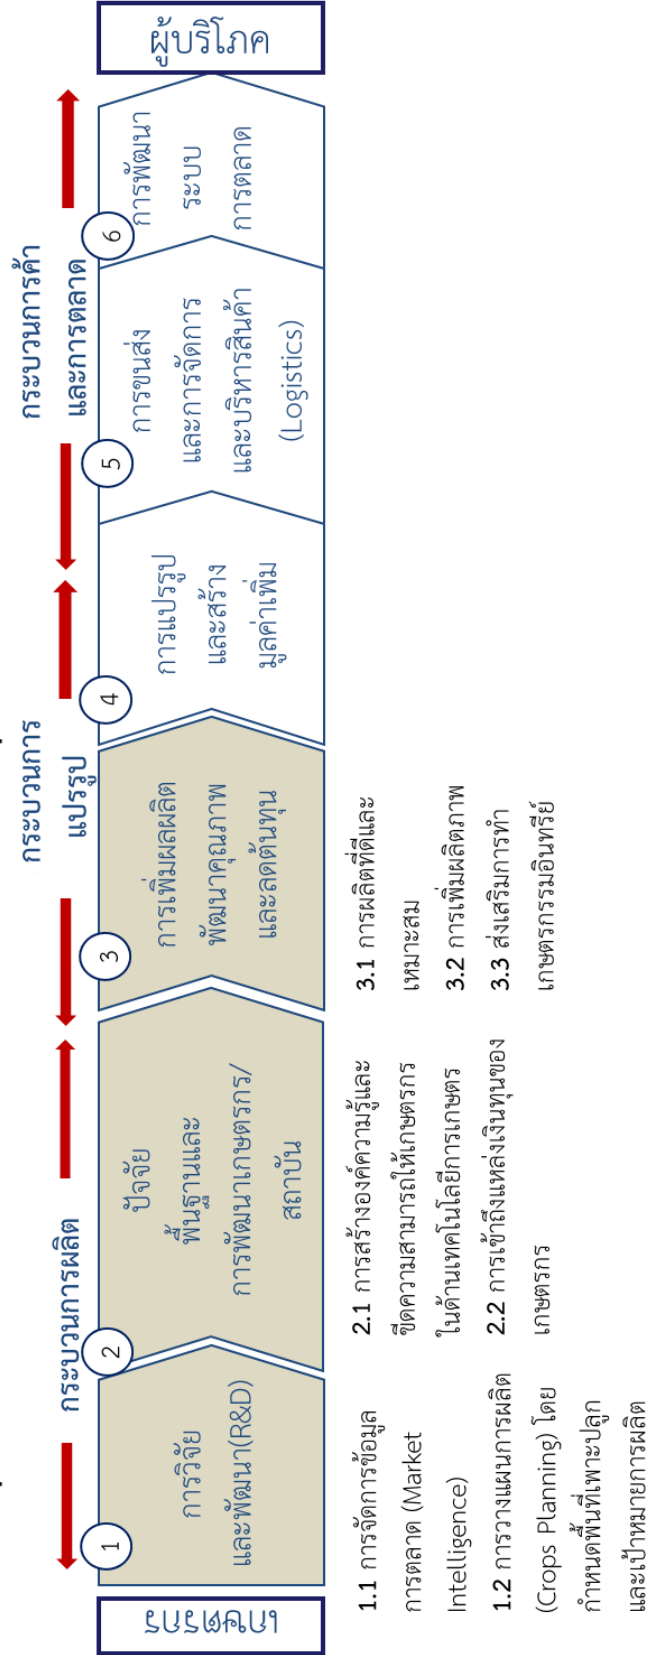 กระบวนการผลิต
กระบวนการ
แปรรูป
กระบวนการค้า
และการตลาด
เกษตรกร
1
การวิจัย
และพัฒนา(R&D)
2
ปัจจัย
พื้นฐานและ
การพัฒนาเกษตรกร/
สถาบัน
3
การเพิ่มผลผลิต
พัฒนาคุณภาพ
และลดต้นทุน
4
การแปรรูป
และสร้าง
มูลค่าเพิ่ม
5
การขนส่ง
และการจัดการ
และบริหารสินค้า
(Logistics)
6
การพัฒนา
ระบบ
การตลาด
ผู้บริโภค
1.1 การจัดการข้อมูล
การตลาด (Market
Intelligence)
1.2 การวางแผนการผลิต
(Crops Planning) โดย
กำหนดพื้นที่เพาะปลูก
และเป้าหมายการผลิต
2.1 การสร้างองค์ความรู้และ
ขีดความสามารถให้เกษตรกร
ในด้านเทคโนโลยีการเกษตร
2.2 การเข้าถึงแหล่งเงินทุนของ
เกษตรกร
3.1 การผลิตที่ดีและ
เหมาะสม
3.2 การเพิ่มผลิตภาพ
3.3 ส่งเสริมการทำ
เกษตรกรรมอินทรีย์